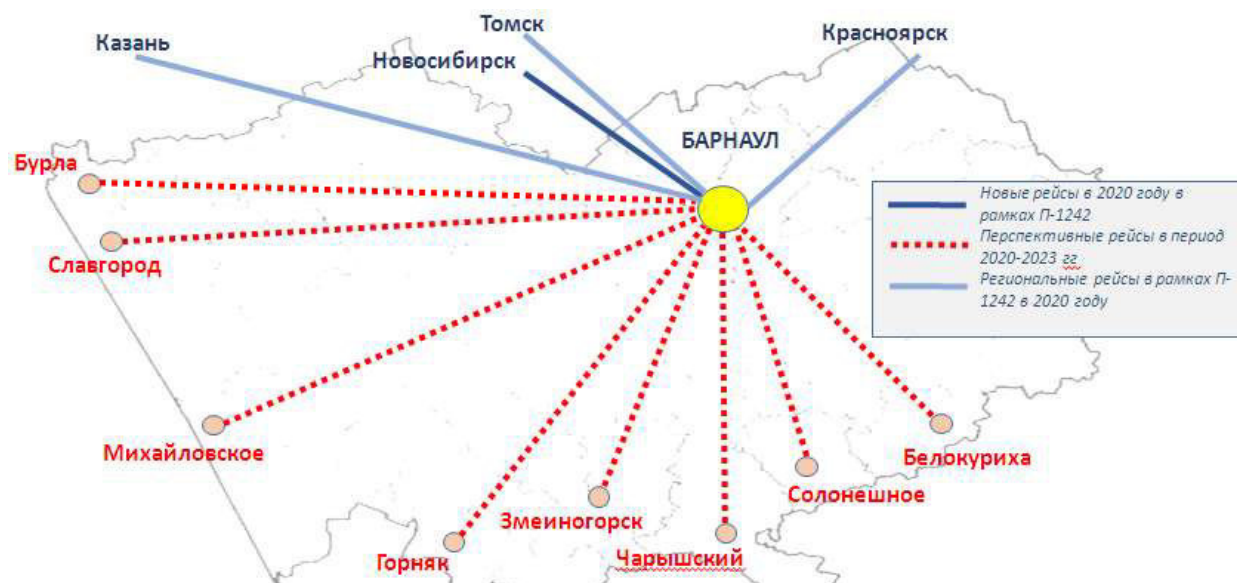 Томск
Казань
Красноярск
Новосибирск
БАРНАУЛ
Бурла
Новые рейсы в 2020 году в
рамках П-1242
Перспективные рейсы в период
2020-2023 гг
Славгород
Региональные рейсы в рамках П-
1242 в 2020 году
Михайловское
Белокуриха
Солонешное
Змеиногорск
Чарышский
Горняк